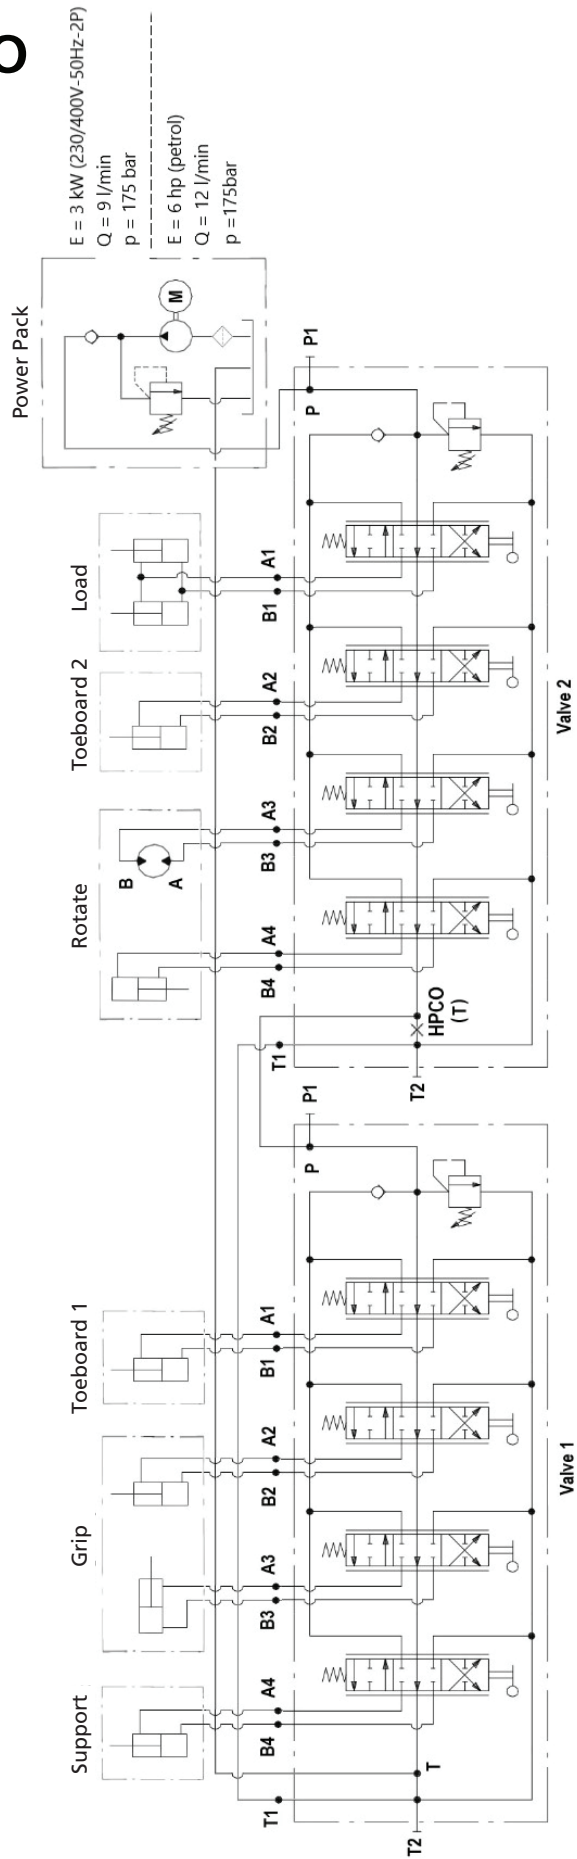 O
E = 3 kW (230/400V-50Hz-2P)
Q = 9 l/min
p = 175 bar
E = 6 hp (petrol)
Q = 12 l/min
p =175bar
Power Pack
M
Load
Toeboard 2
Rotate
B
A
A1
B1
A2
B2
A3
B3
A4
B4
P1
P
HPCO
(T)
T1
T2
Valve 2
Toeboard 1
Grip
Support
A1
B1
A2
B2
A3
B3
A4
B4
P1
P
T
T1
T2
Valve 1